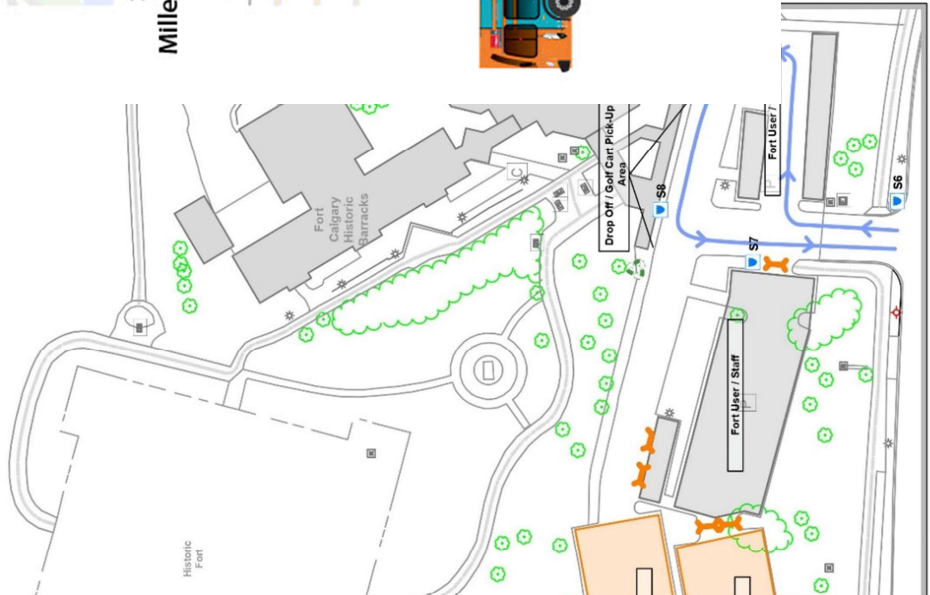 Mille
Fort
Calgary
Historic
Barracks
C
Drop Off / Golf Cart Pick-Up
Area
Fort User /
P
S8
S7
S6
Fort User / Staff
P
Historic
Fort